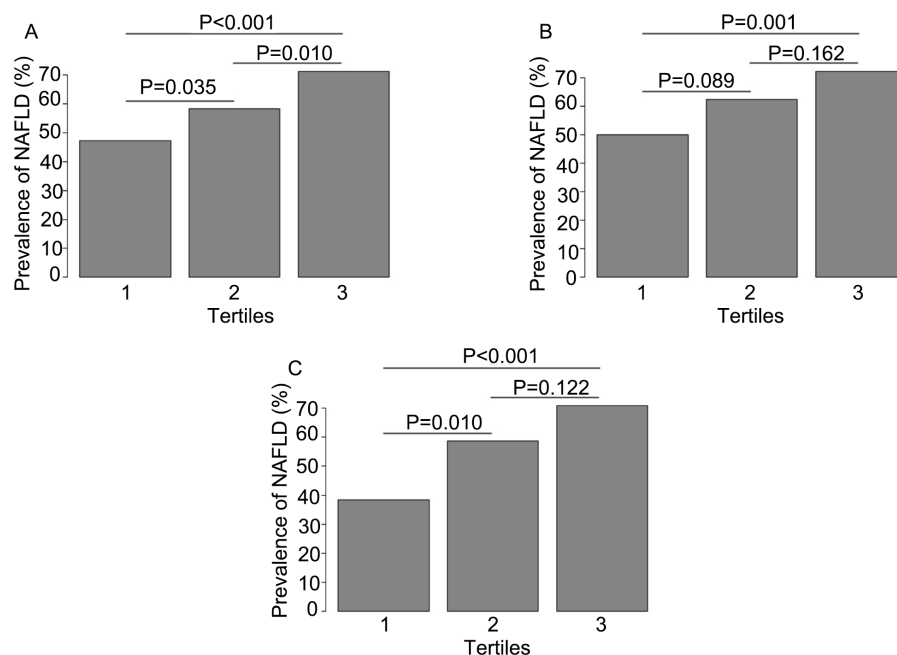 A
P<0.001
P=0.010
P=0.035
Prevalence of NAFLD (%)
70
60
50
40
30
20
10
0
1 2 3
Tertiles
B
P=0.001
P=0.162
P=0.089
Prevalence of NAFLD (%)
70
60
50
40
30
20
10
0
1 2 3
Tertiles
C
P<0.001
P=0.122
P=0.010
Prevalence of NAFLD (%)
70
60
50
40
30
20
10
0
1 2 3
Tertiles